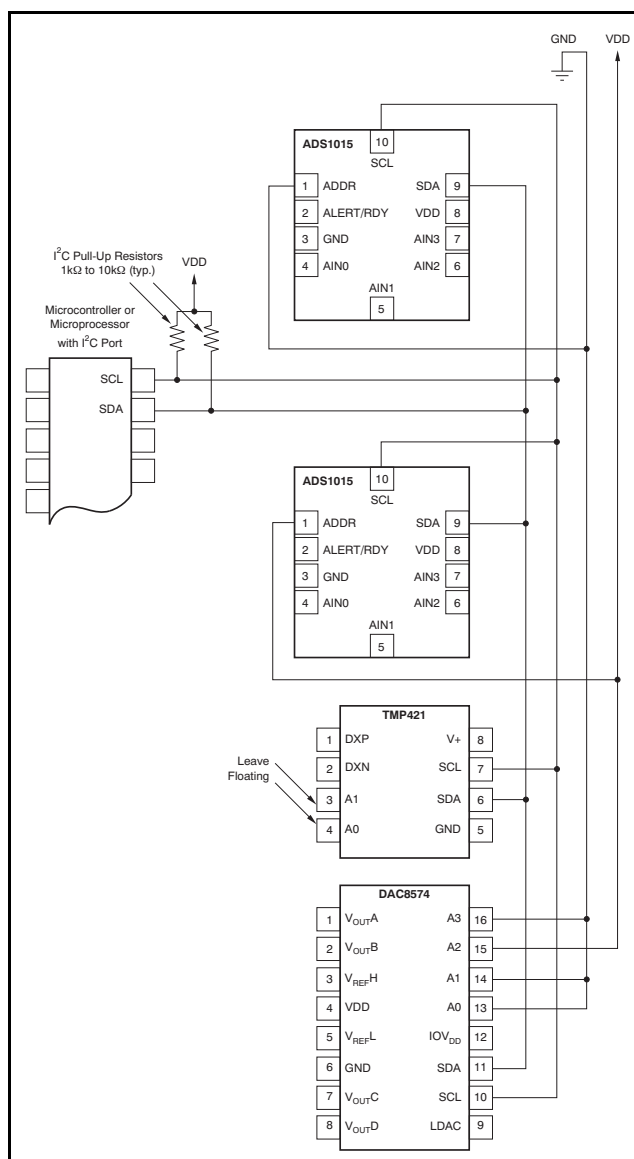 GND VDD
ADS1015
10
SCL
1 ADDR SDA 9
2 ALERT/RDY VDD 8
3 GND AIN3 7
4 AIN0 AIN2 6
AIN1
5
I²C Pull-Up Resistors
1kΩ to 10kΩ (typ.)
VDD
Microcontroller or
Microprocessor
with I²C Port
SCL
SDA
ADS1015
10
SCL
1 ADDR SDA 9
2 ALERT/RDY VDD 8
3 GND AIN3 7
4 AIN0 AIN2 6
AIN1
5
TMP421
1 DXP V+ 8
2 DXN SCL 7
3 A1 SDA 6
4 A0 GND 5
Leave
Floating
DAC8574
1 VOUTA A3 16
2 VOUTB A2 15
3 VREFH A1 14
4 VDD A0 13
5 VREFL IOVDD 12
6 GND SDA 11
7 VOUTC SCL 10
8 VOUTD LDAC 9